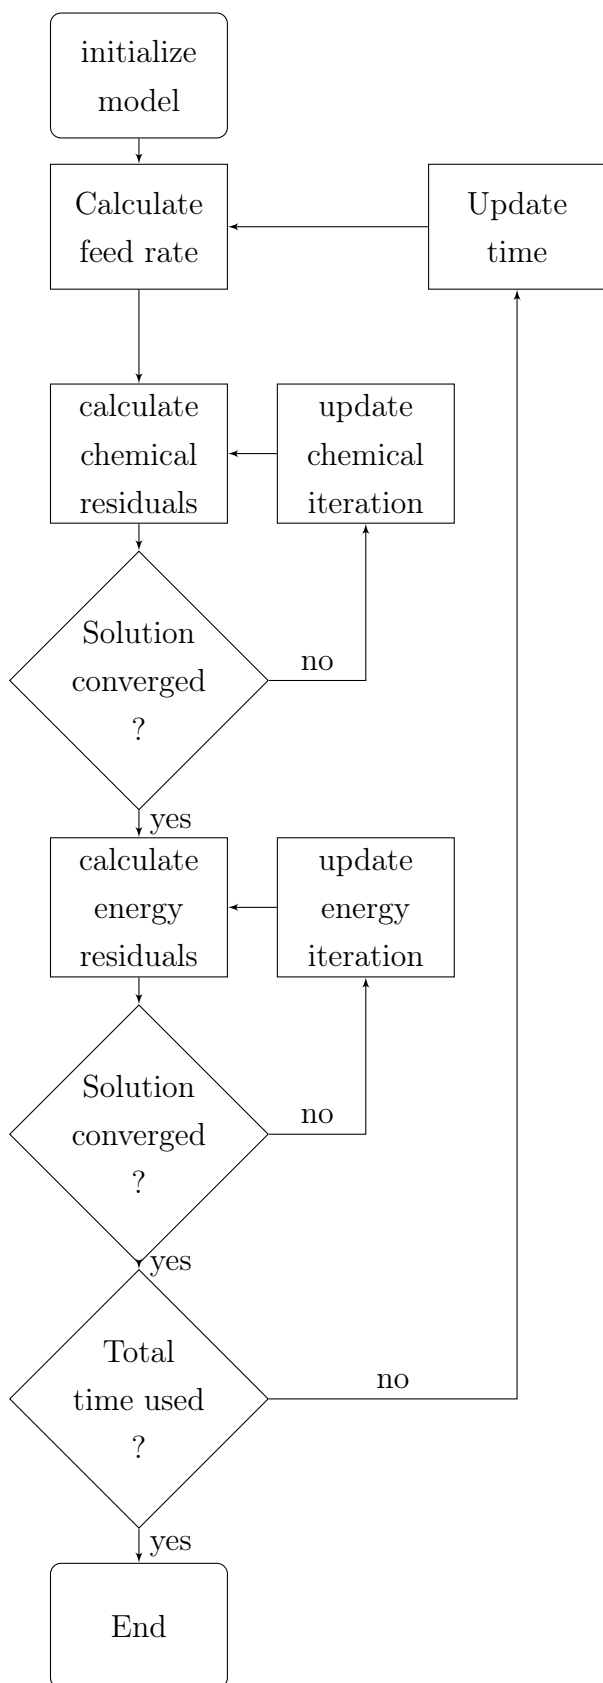 initialize
model
Calculate
feed rate
Update
time
calculate
chemical
residuals
update
chemical
iteration
Solution
converged
?
no
yes
calculate
energy
residuals
update
energy
iteration
Solution
converged
?
no
yes
Total
time used
?
no
yes
End